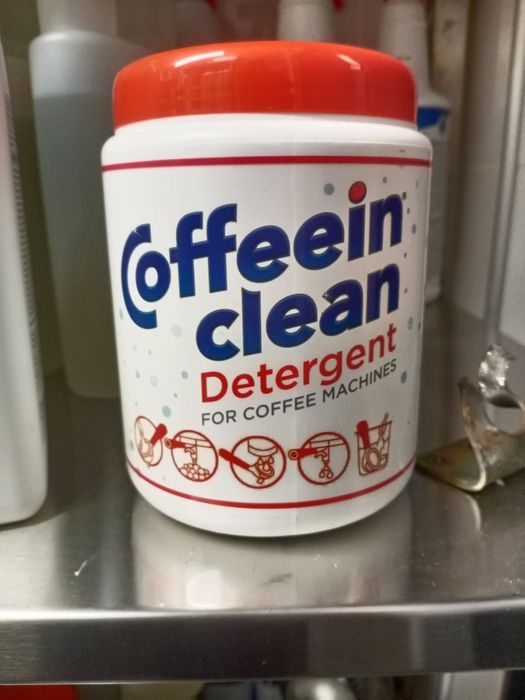 Coffeein
clean
Detergent
FOR COFFEE MACHINES